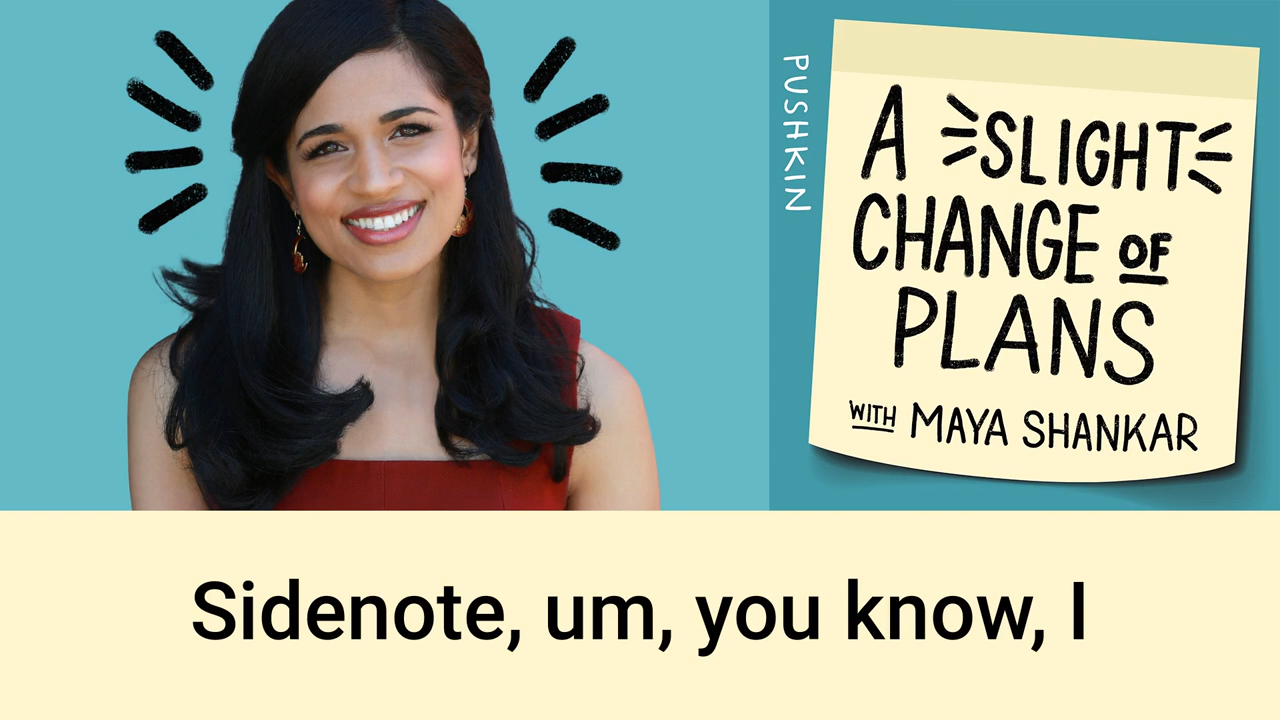 PUSHKIN
A SLIGHT
CHANGE OF
PLANS
WITH MAYA SHANKAR
Sidenote, um, you know, I